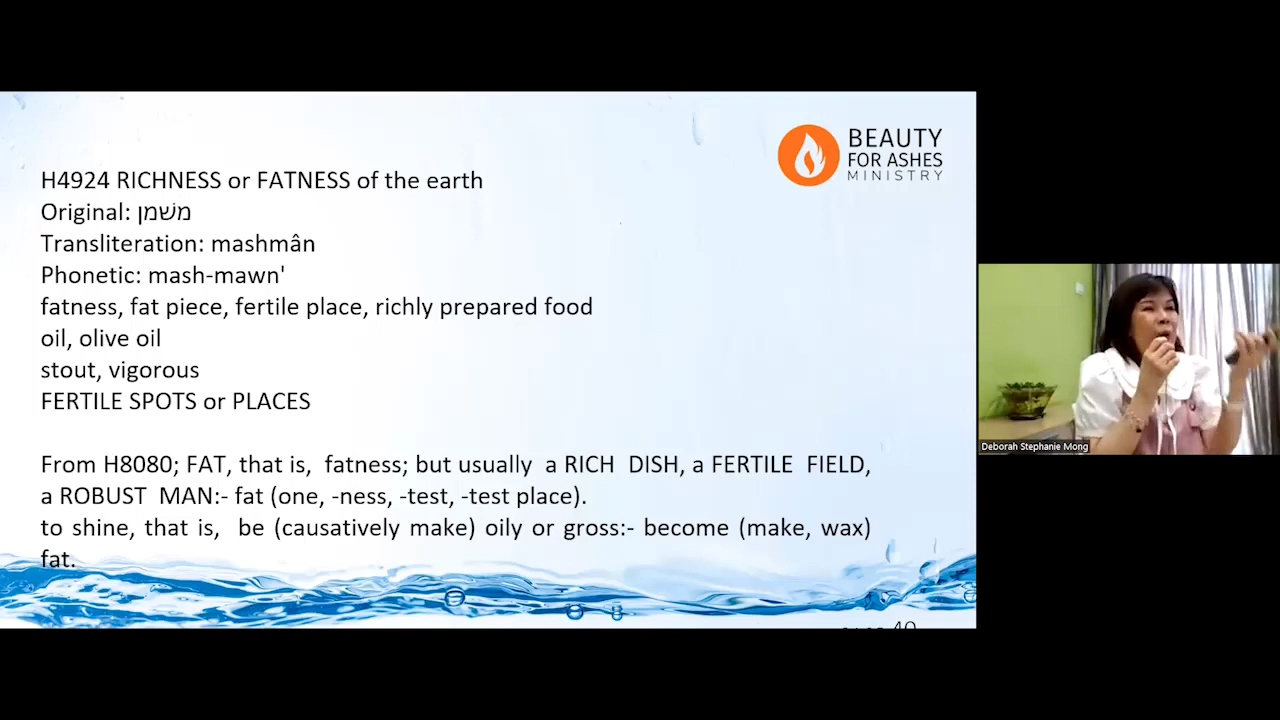 BEAUTY
FOR ASHES
MINISTRY
H4924 RICHNESS or FATNESS of the earth
Original: משׁמן
Transliteration: mashmân
Phonetic: mash-mawn'
fatness, fat piece, fertile place, richly prepared food
oil, olive oil
stout, vigorous
FERTILE SPOTS or PLACES
From H8080; FAT, that is, fatness; but usually a RICH DISH, a FERTILE FIELD,
a ROBUST MAN:- fat (one, -ness, -test, -test place).
to shine, that is, be (causatively make) oily or gross:- become (make, wax)
fat.
Deborah Stephanie Mong